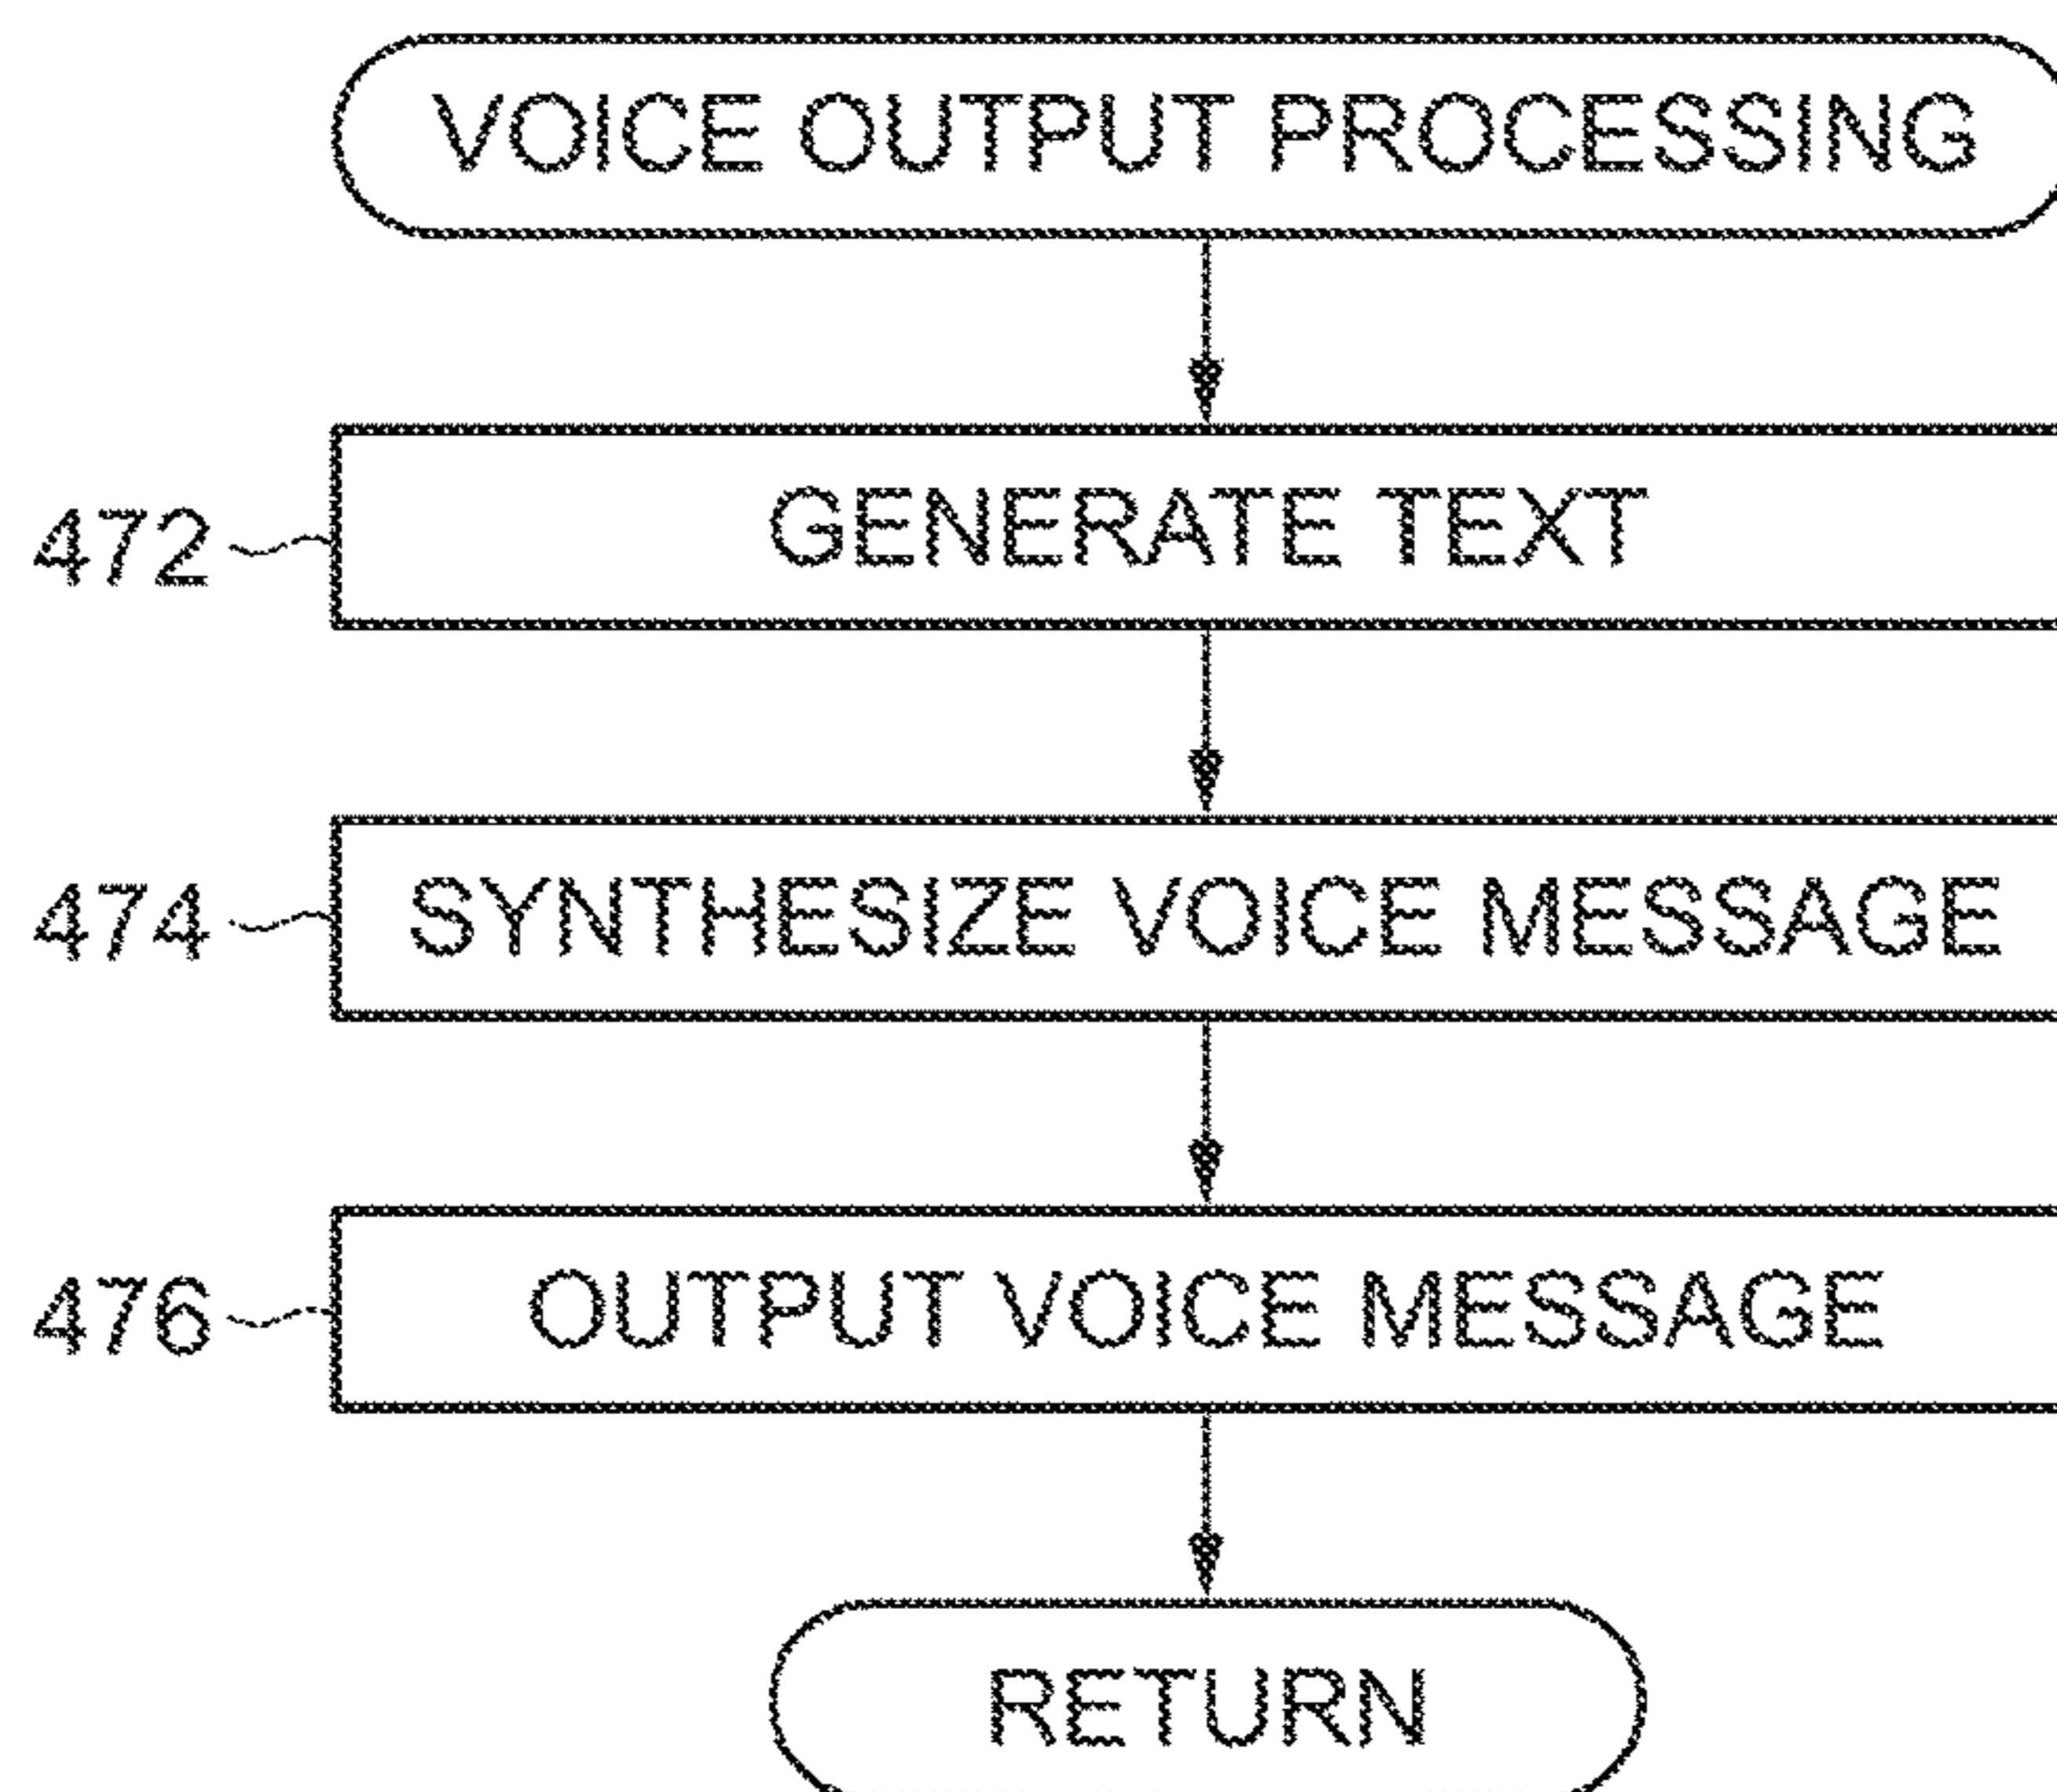 VOICE OUTPUT PROCESSING
472 GENERATE TEXT
474 SYNTHESIZE VOICE MESSAGE
476 OUTPUT VOICE MESSAGE
RETURN